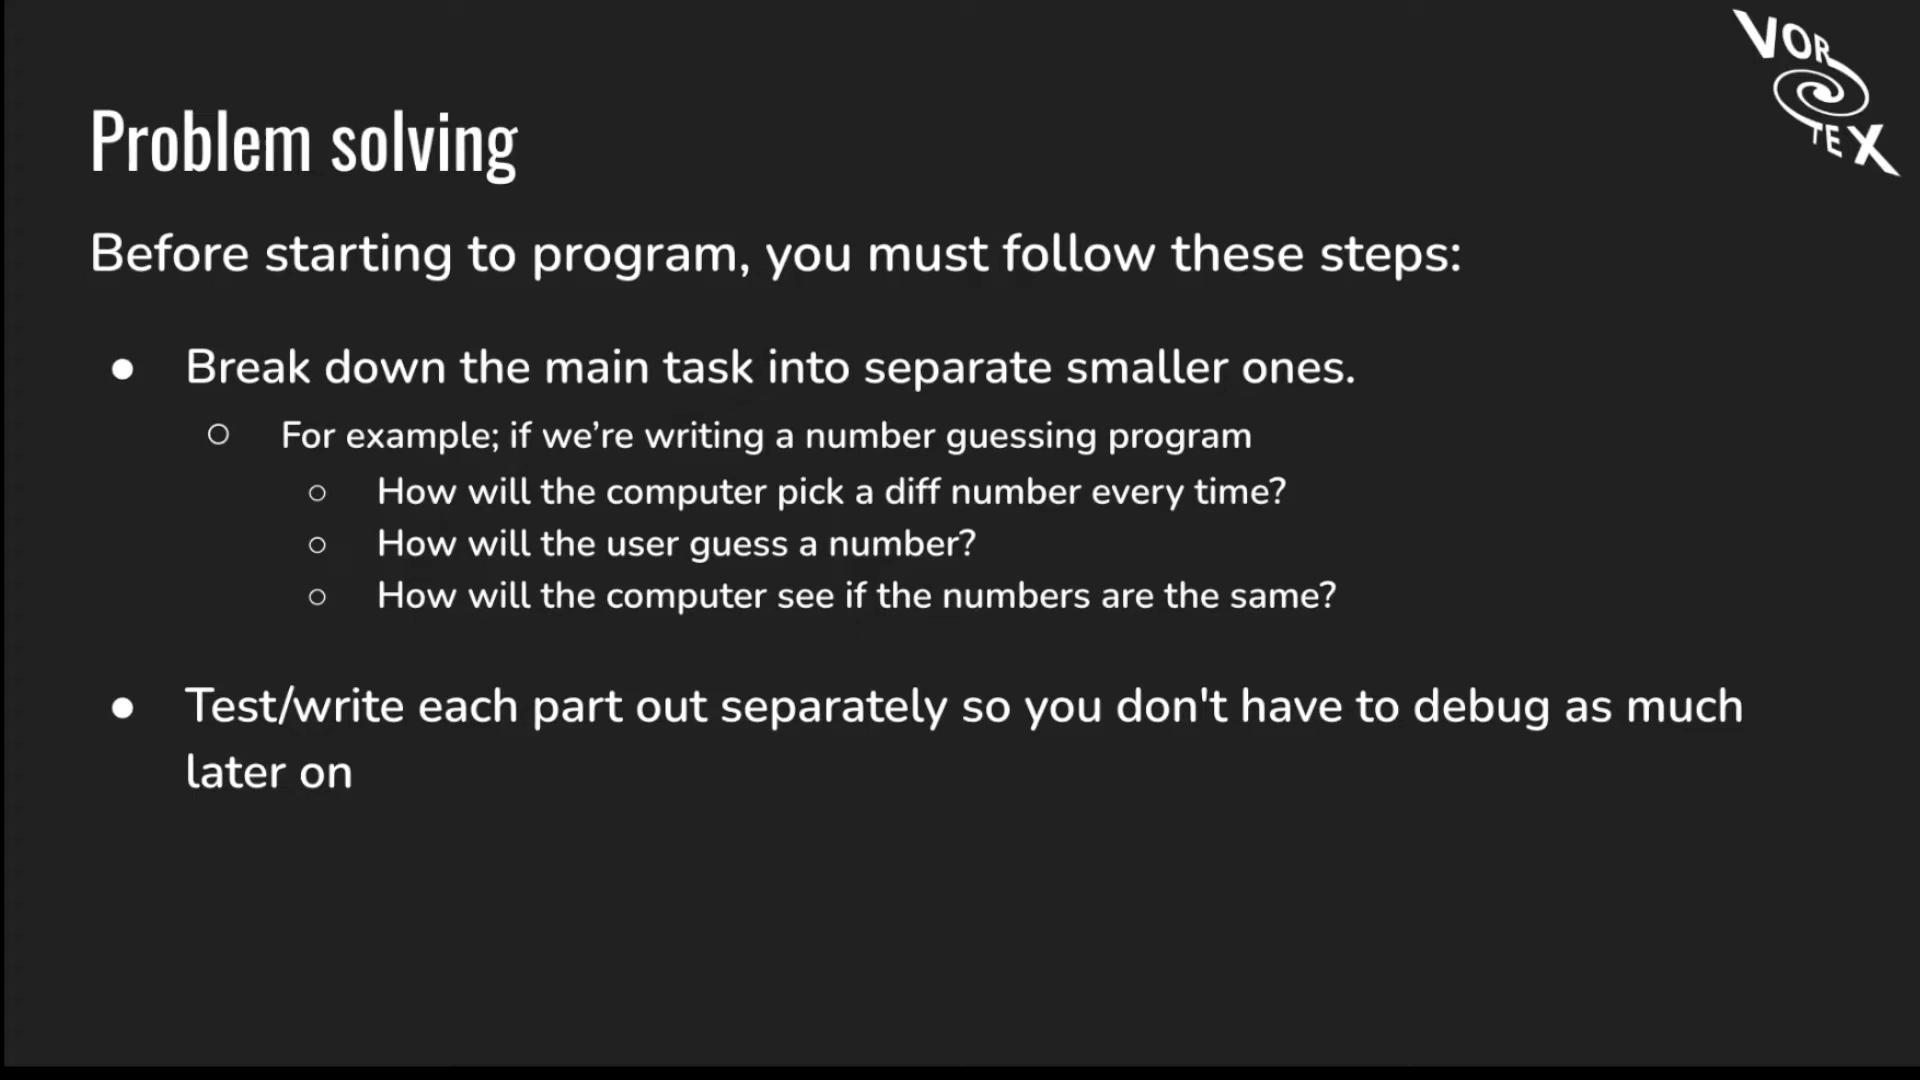 VORTEX
Problem solving
Before starting to program, you must follow these steps:
● Break down the main task into separate smaller ones.
○ For example; if we’re writing a number guessing program
○ How will the computer pick a diff number every time?
○ How will the user guess a number?
○ How will the computer see if the numbers are the same?
● Test/write each part out separately so you don't have to debug as much
later on